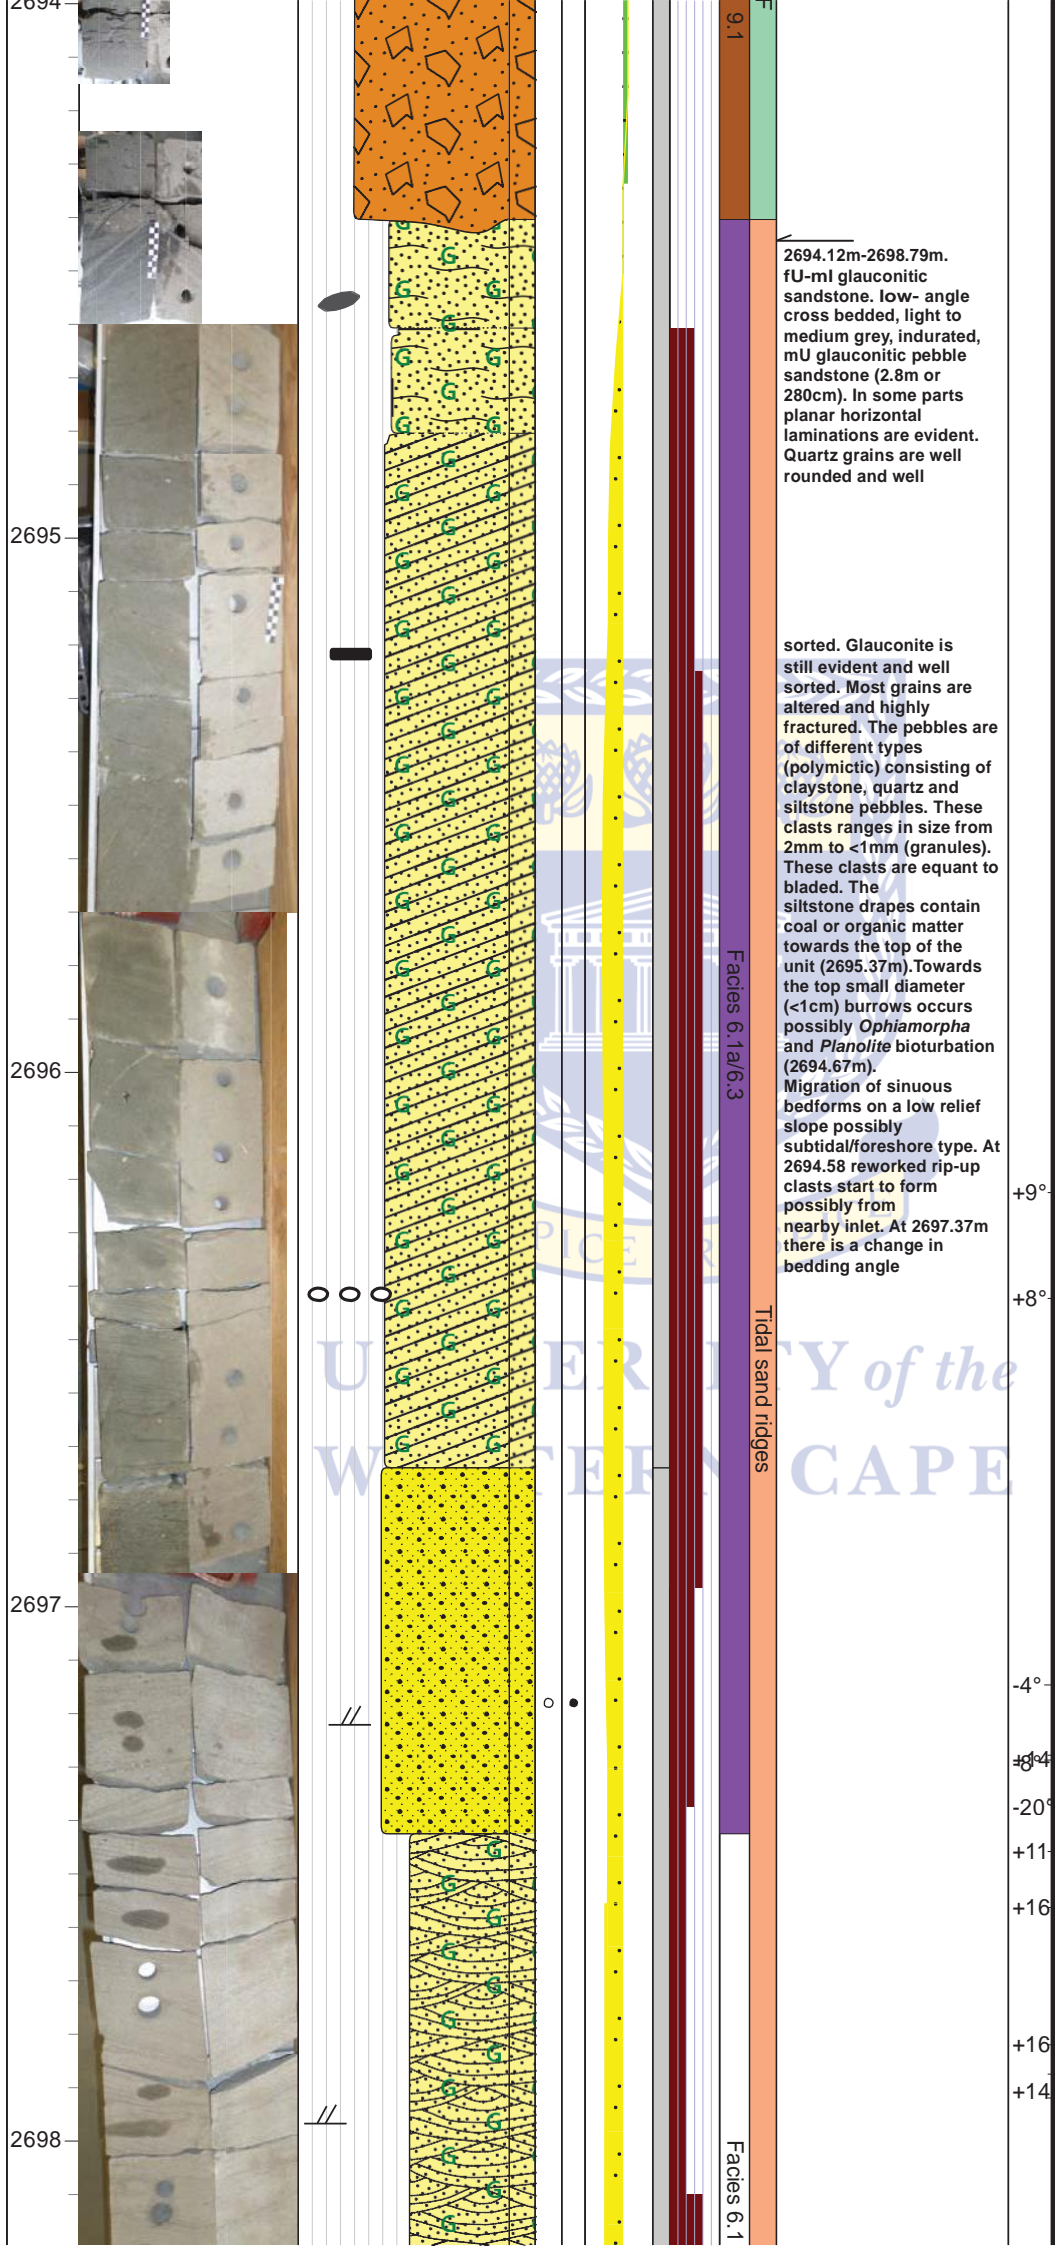 2694
9.1
F
2694.12m-2698.79m.
fU-ml glauconitic
sandstone. low- angle
cross bedded, light to
medium grey, indurated,
mU glauconitic pebble
sandstone (2.8m or
280cm). In some parts
planar horizontal
laminations are evident.
Quartz grains are well
rounded and well
2695
sorted. Glauconite is
still evident and well
sorted. Most grains are
altered and highly
fractured. The pebbles are
of different types
(polymictic) consisting of
claystone, quartz and
siltstone pebbles. These
clasts ranges in size from
2mm to <1mm (granules).
These clasts are equant to
bladed. The
siltstone drapes contain
coal or organic matter
towards the top of the
unit (2695.37m).Towards
the top small diameter
(<1cm) burrows occurs
possibly Ophiamorpha
and Planolite bioturbation
(2694.67m).
Migration of sinuous
bedforms on a low relief
slope possibly
subtidal/foreshore type. At
2694.58 reworked rip-up
clasts start to form
possibly from
nearby inlet. At 2697.37m
there is a change in
bedding angle
Facies 6.1a/6.3
2696
+9°
+8°
Tidal sand ridges
of the
CAPE
2697
-4°
-20°
+11
+16
+16
+14
2698
Facies 6.1